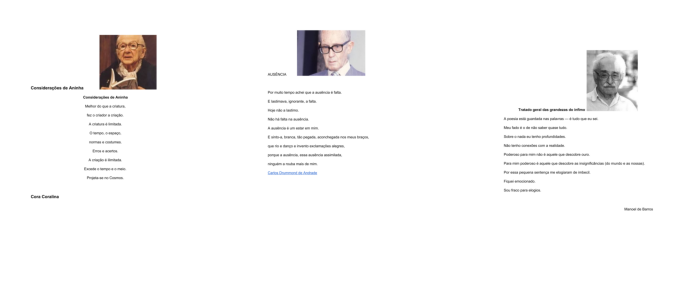 Considerações de Aninha
Considerações de Aninha
Melhor do que a criatura,
fez o criador a criação.
A criatura é limitada.
O tempo, o espaço,
normas e costumes.
Erros e acertos.
A criação é ilimitada.
Excede o tempo e o meio.
Projeta-se no Cosmos.
Cora Coralina
AUSÊNCIA
Por muito tempo achei que a ausência é falta.
E lastimava, ignorante, a falta.
Hoje não a lastimo.
Não há falta na ausência.
A ausência é um estar em mim.
E sinto-a, branca, tão pegada, aconchegada nos meus braços,
que rio e danço e invento exclamações alegres,
porque a ausência, essa ausência assimilada,
ninguém a rouba mais de mim.
Carlos Drummond de Andrade
Tratado geral das grandezas do ínfimo
A poesia está guardada nas palavras — é tudo que eu sei.
Meu fado é o de não saber quase tudo.
Sobre o nada eu tenho profundidades.
Não tenho conexões com a realidade.
Poderoso para mim não é aquele que descobre ouro.
Para mim poderoso é aquele que descobre as insignificâncias (do mundo e as nossas).
Por essa pequena sentença me elogiaram de imbecil.
Fiquei emocionado.
Sou fraco para elogios.
Manoel de Barros